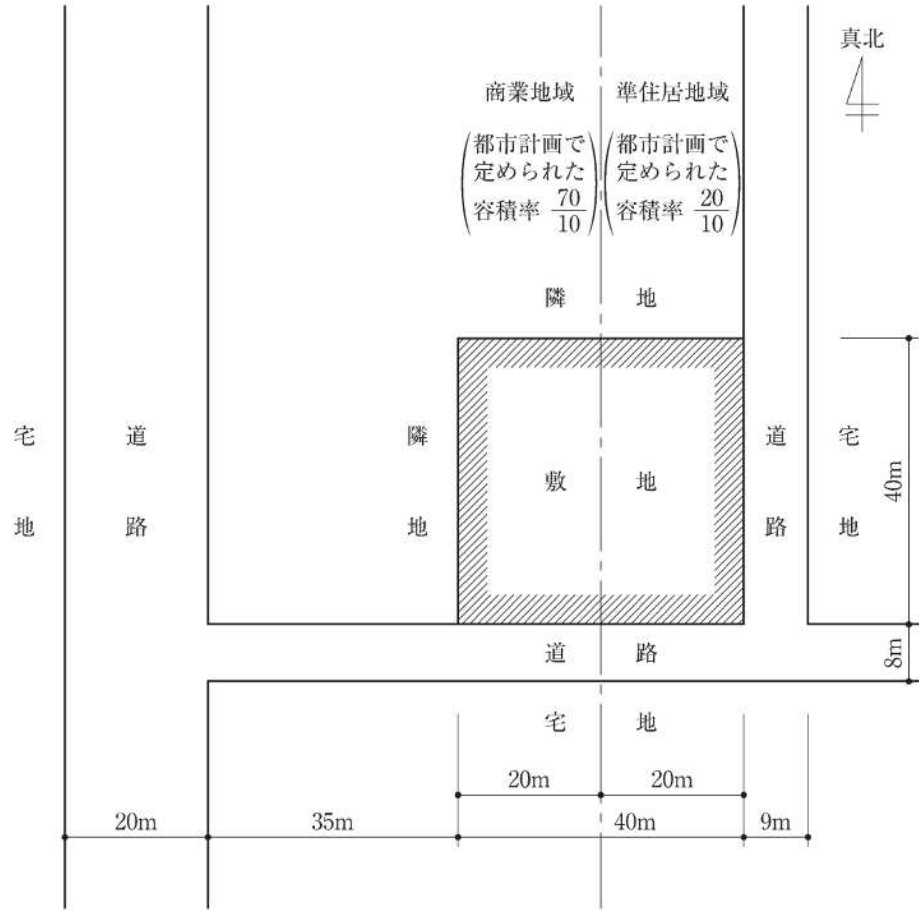 真北
商業地域
準住居地域
都市計画で
定められた
容積率 70/10
都市計画で
定められた
容積率 20/10
隣地
宅地
道路
隣地
敷地
道路
宅地
40m
道路
8m
宅地
20m
20m
20m
35m
40m
9m